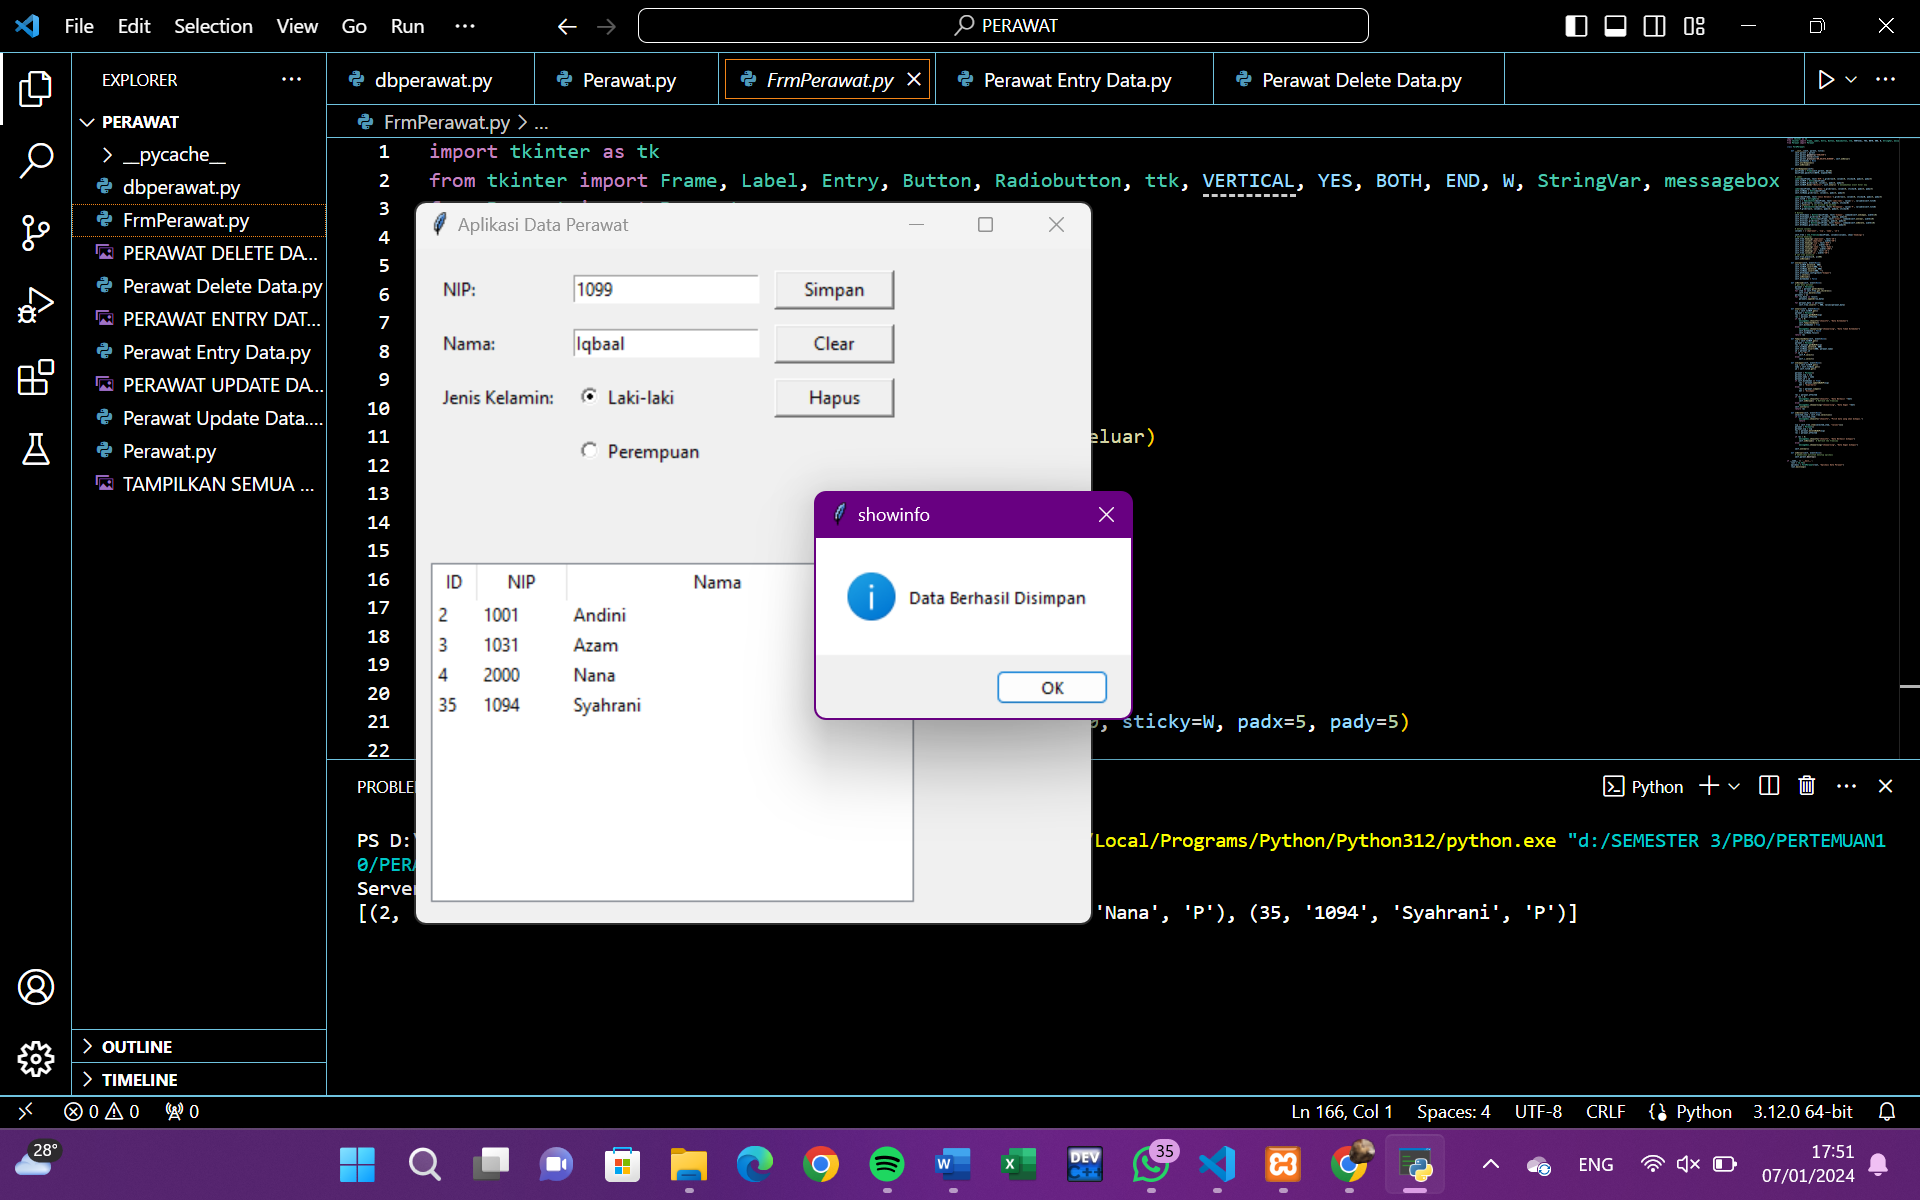 File Edit Selection View Go Run ...
PERAWAT
EXPLORER
dbperawat.py
Perawat.py
FrmPerawat.py
Perawat Entry Data.py
Perawat Delete Data.py
FrmPerawat.py > ...
PERAWAT
__pycache__
dbperawat.py
FrmPerawat.py
PERAWAT DELETE DA...
Perawat Delete Data.py
PERAWAT ENTRY DAT...
Perawat Entry Data.py
PERAWAT UPDATE DA...
Perawat Update Data....
Perawat.py
TAMPILKAN SEMUA ...
OUTLINE
TIMELINE
1 import tkinter as tk
2 from tkinter import Frame, Label, Entry, Button, Radiobutton, ttk, VERTICAL, YES, BOTH, END, W, StringVar, messagebox
3
4
5
6
7
8
9
10
11 eluar)
12
13
14
15
16
17
18
19
20
21 , sticky=W, padx=5, pady=5)
22
Aplikasi Data Perawat
NIP: 1099 Simpan
Nama: Iqbaal Clear
Jenis Kelamin: Laki-laki Hapus
Perempuan
ID NIP Nama
2 1001 Andini
3 1031 Azam
4 2000 Nana
35 1094 Syahrani
showinfo
Data Berhasil Disimpan
OK
PROBLE
Python
PS D: /Local/Programs/Python/Python312/python.exe "d:/SEMESTER 3/PBO/PERTEMUAN1
0/PER
Server
[(2, 'Nana', 'P'), (35, '1094', 'Syahrani', 'P')]
0 0 0
Ln 166, Col 1 Spaces: 4 UTF-8 CRLF Python 3.12.0 64-bit
28°
DEV
C++
35
ENG
17:51
07/01/2024